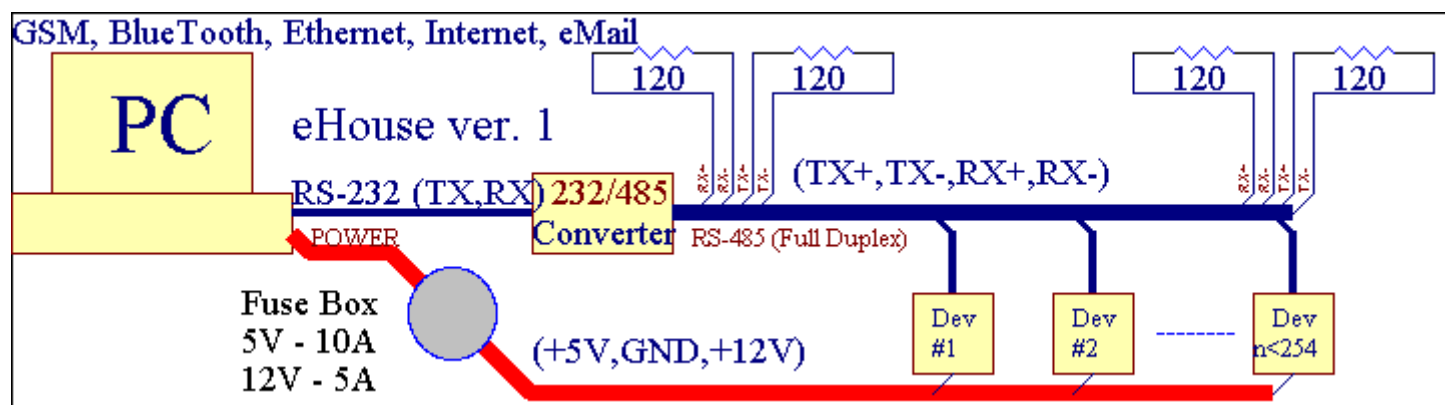 GSM, BlueTooth, Ethernet, Internet, eMail
PC
eHouse ver. 1
120
120
120
120
RX+
RX-
TX+
TX-
RX+
RX-
TX+
TX-
(TX+,TX-,RX+,RX-)
RS-232 (TX,RX)
232/485
Converter
RS-485 (Full Duplex)
POWER
Fuse Box
5V - 10A
12V - 5A
(+5V,GND,+12V)
Dev
#1
Dev
#2
--------
Dev
n<254